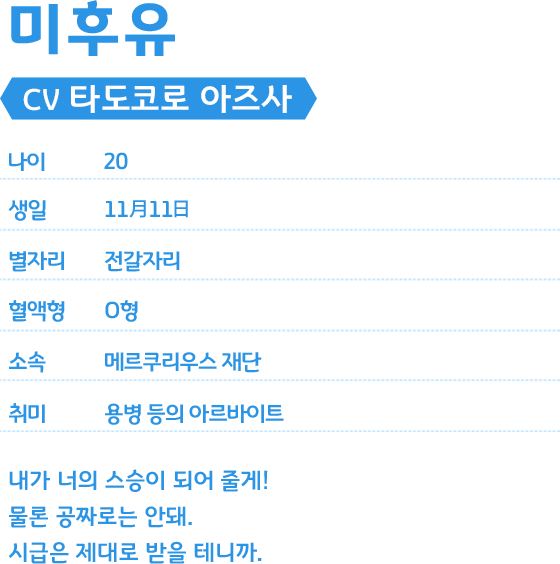 미후유
CV 타도코로 아즈사
나이 20
생일 11月11日
별자리 전갈자리
혈액형 O형
소속 메르쿠리우스 재단
취미 용병 등의 아르바이트
내가 너의 스승이 되어 줄게!
물론 공짜로는 안돼.
시급은 제대로 받을 테니까.